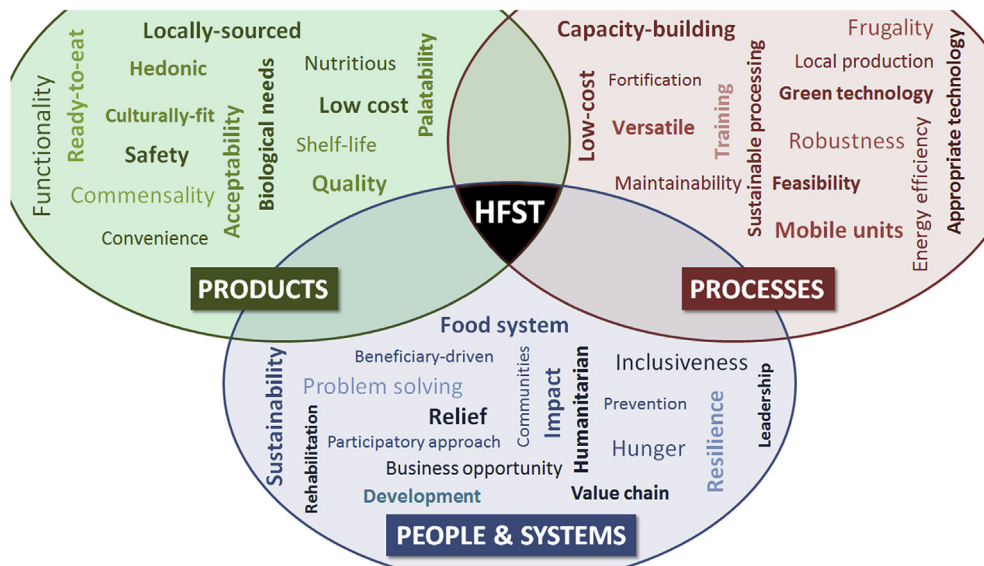 Locally-sourced
Functionality
Ready-to-eat
Hedonic
Culturally-fit
Safety
Commensality
Convenience
Acceptability
Biological needs
Nutritious
Low cost
Shelf-life
Quality
Palatability
PRODUCTS
HFST
Capacity-building
Low-cost
Fortification
Versatile
Maintainability
Training
Sustainable processing
Frugality
Local production
Green technology
Robustness
Feasibility
Mobile units
Energy efficiency
Appropriate technology
PROCESSES
Food system
Sustainability
Beneficiary-driven
Problem solving
Rehabilitation
Relief
Participatory approach
Business opportunity
Development
Communities
Impact
Humanitarian
Inclusiveness
Prevention
Hunger
Value chain
Resilience
Leadership
PEOPLE & SYSTEMS